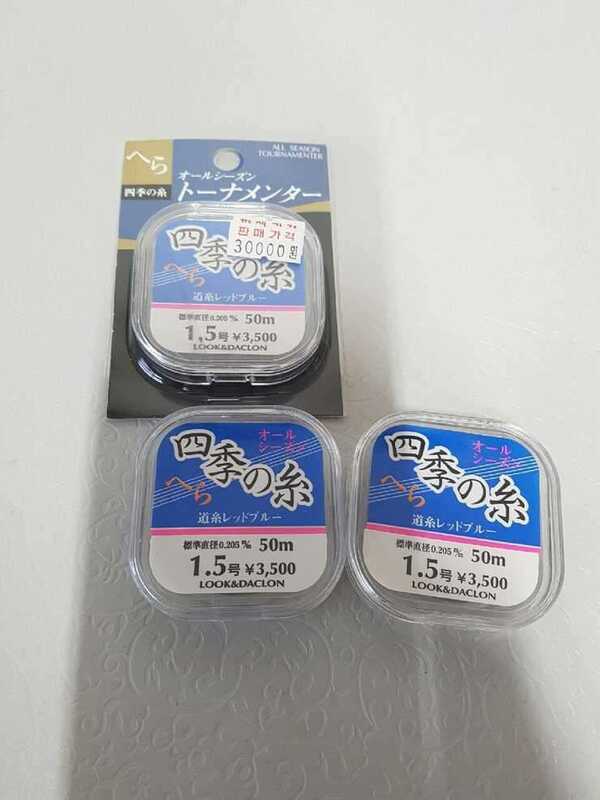 へら
四季の糸
ALL SEASON
TOURNAMENTER
オールシーズン
トーナメンター
판매가격
30000원
四季の糸
へら
道糸レッドブルー
標準直径0.205㎜ 50m
1.5号 ¥3,500
LOOK&DACLON
オール
シーズン
四季の糸
へら
道糸レッドブルー
標準直径0.205㎜ 50m
1.5号 ¥3,500
LOOK&DACLON
オール
シーズン
四季の糸
へら
道糸レッドブルー
標準直径0.205㎜ 50m
1.5号 ¥3,500
LOOK&DACLON